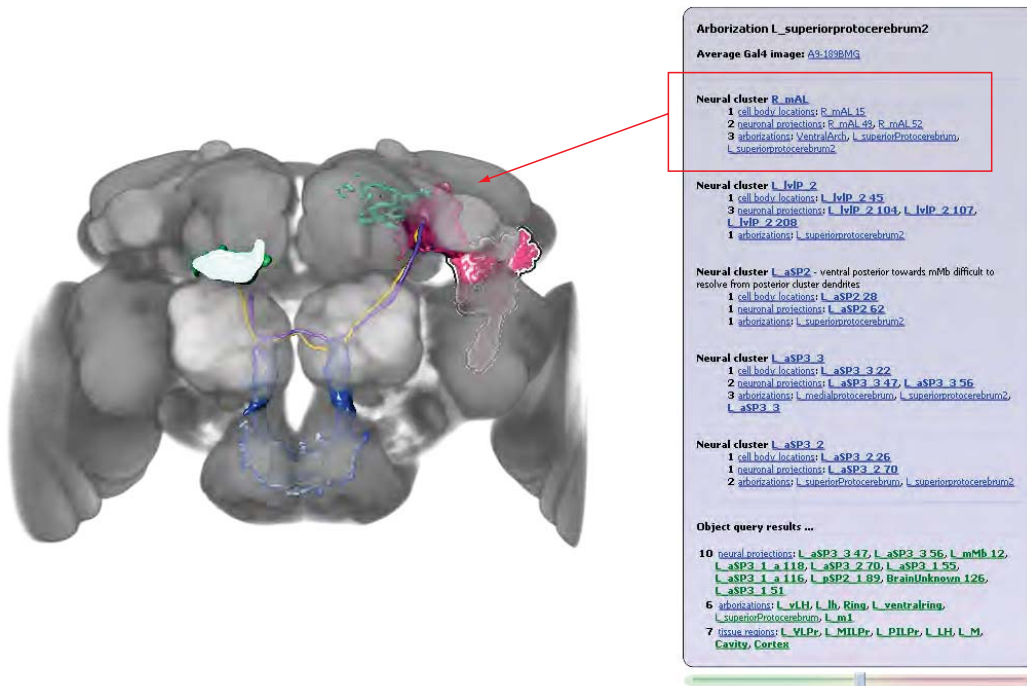 Arborization L_superiorprotocerebrum2
Average Gal4 image: A9-189BMG
Neural cluster R_mAL
1 cell body locations: R_mAL 15
2 neuronal projections: R_mAL 49, R_mAL 52
3 arborizations: VentralArch, L_superiorProtocerebrum,
L_superiorprotocerebrum2
Neural cluster L_lvlP_2
1 cell body locations: L_lvlP_2 45
3 neuronal projections: L_lvlP_2 104, L_lvlP_2 107,
L_lvlP_2 208
1 arborizations: L_superiorprotocerebrum2
Neural cluster L_aSP2 - ventral posterior towards mMb difficult to
resolve from posterior cluster dendrites
1 cell body locations: L_aSP2 28
1 neuronal projections: L_aSP2 62
1 arborizations: L_superiorprotocerebrum2
Neural cluster L_aSP3_3
1 cell body locations: L_aSP3_3 22
2 neuronal projections: L_aSP3_3 47, L_aSP3_3 56
3 arborizations: L_medialprotocerebrum, L_superiorprotocerebrum2,
L_aSP3_3
Neural cluster L_aSP3_2
1 cell body locations: L_aSP3_2 26
1 neuronal projections: L_aSP3_2 70
2 arborizations: L_superiorProtocerebrum, L_superiorprotocerebrum2
Object query results ...
10 neural projections: L_aSP3_3 47, L_aSP3_3 56, L_mMb 12,
L_aSP3_1_a 118, L_aSP3_2 70, L_aSP3_1 55,
L_aSP3_1_a 116, L_pSP2_1 89, BrainUnknown 126,
L_aSP3_1 51
6 arborizations: L_vLH, L_lh, Ring, L_ventralring,
L_superiorProtocerebrum, L_m1
7 tissue regions: L_VLPr, L_MILPr, L_PILPr, L_LH, L_M,
Cavity, Cortex